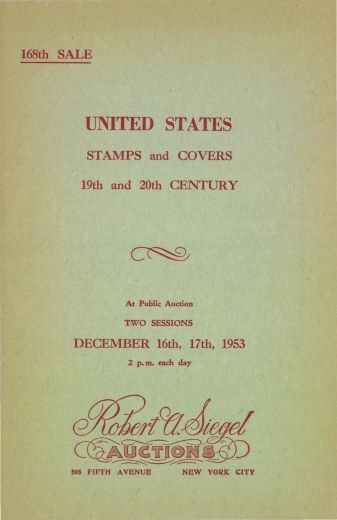 168th SALE
UNITED STATES
STAMPS and COVERS
19th and 20th CENTURY
At Public Auction
TWO SESSIONS
DECEMBER 16th, 17th, 1953
2 p. m. each day
Robert A. Siegel
AUCTIONS
505 FIFTH AVENUE NEW YORK CITY